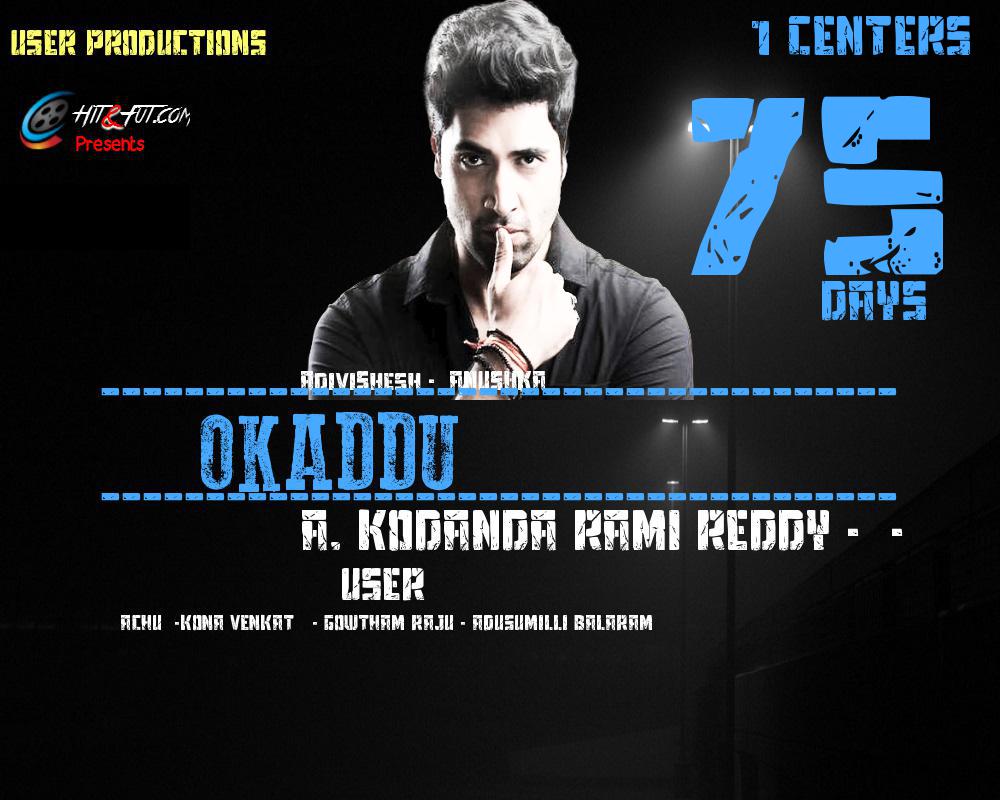 USER PRODUCTIONS
1 CENTERS
HIT&FUT.COM
Presents
75
DAYS
ADIVISHESH - ANUSHKA
OKADDU
A. KODANDA RAMI REDDY - -
USER
ACHU -KONA VENKAT - GOWTHAM RAJU - ADUSUMILLI BALARAM